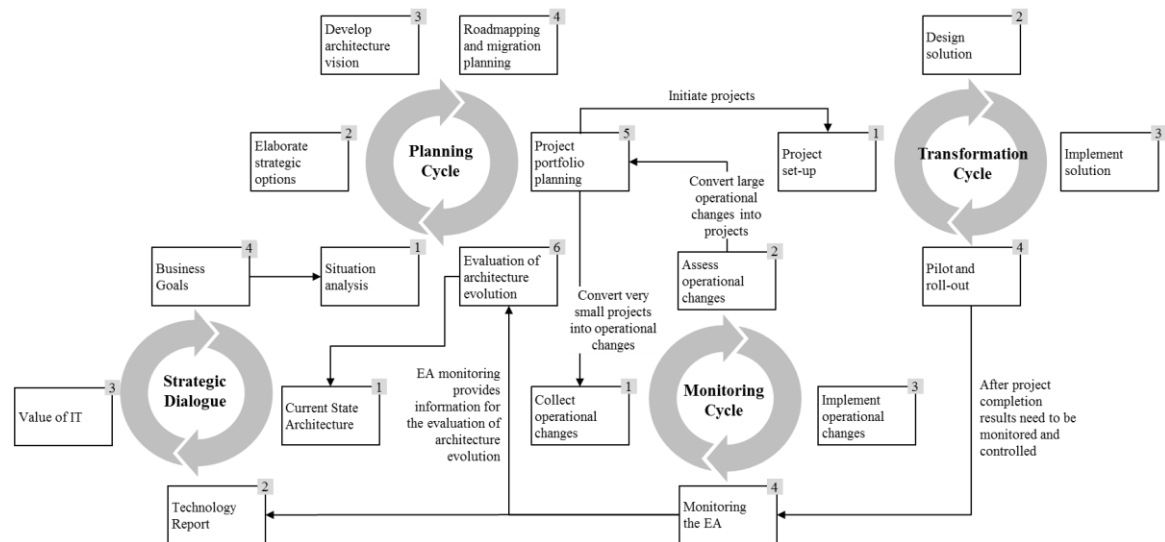 3
Develop
architecture
vision
4
Roadmapping
and migration
planning
2
Design
solution
Initiate projects
2
Elaborate
strategic
options
Planning
Cycle
5
Project
portfolio
planning
1
Project
set-up
Transformation
Cycle
3
Implement
solution
Convert large
operational
changes into
projects
4
Business
Goals
1
Situation
analysis
6
Evaluation of
architecture
evolution
2
Assess
operational
changes
4
Pilot and
roll-out
Convert very
small projects
into operational
changes
3
Value of IT
Strategic
Dialogue
1
Current State
Architecture
EA monitoring
provides
information for
the evaluation of
architecture
evolution
1
Collect
operational
changes
Monitoring
Cycle
3
Implement
operational
changes
After project
completion
results need to be
monitored and
controlled
2
Technology
Report
4
Monitoring
the EA